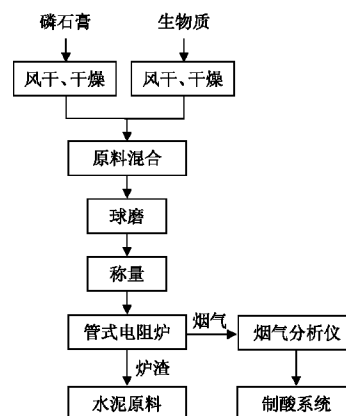 磷石膏
生物质
风干、干燥
风干、干燥
原料混合
球磨
称量
管式电阻炉
烟气
烟气分析仪
炉渣
水泥原料
制酸系统